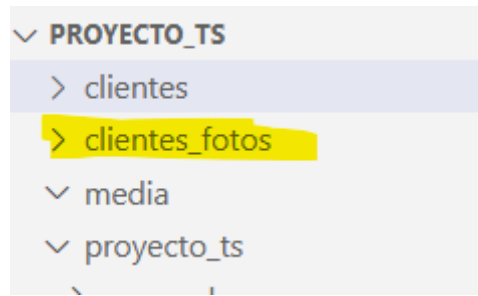 PROYECTO_TS
clientes
clientes_fotos
media
proyecto_ts